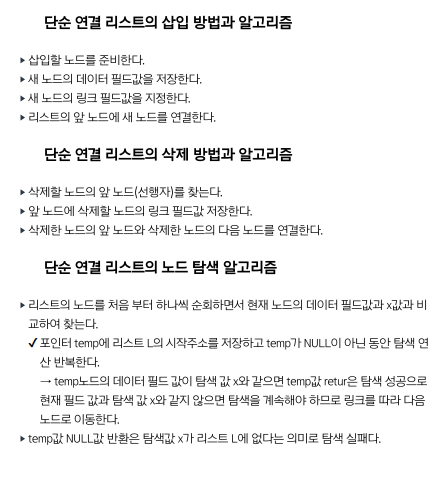 단순 연결 리스트의 삽입 방법과 알고리즘
▶ 삽입할 노드를 준비한다.
▶ 새 노드의 데이터 필드값을 저장한다.
▶ 새 노드의 링크 필드값을 지정한다.
▶ 리스트의 앞 노드에 새 노드를 연결한다.
단순 연결 리스트의 삭제 방법과 알고리즘
▶ 삭제할 노드의 앞 노드(선행자)를 찾는다.
▶ 앞 노드에 삭제할 노드의 링크 필드값 저장한다.
▶ 삭제한 노드의 앞 노드와 삭제한 노드의 다음 노드를 연결한다.
단순 연결 리스트의 노드 탐색 알고리즘
▶ 리스트의 노드를 처음 부터 하나씩 순회하면서 현재 노드의 데이터 필드값과 x값과 비
교하여 찾는다.
✓ 포인터 temp에 리스트 L의 시작주소를 저장하고 temp가 NULL이 아닌 동안 탐색 연
산 반복한다.
→ temp노드의 데이터 필드 값이 탐색 값 x와 같으면 temp값 retur은 탐색 성공으로
현재 필드 값과 탐색 값 x와 같지 않으면 탐색을 계속해야 하므로 링크를 따라 다음
노드로 이동한다.
▶ temp값 NULL값 반환은 탐색값 x가 리스트 L에 없다는 의미로 탐색 실패다.